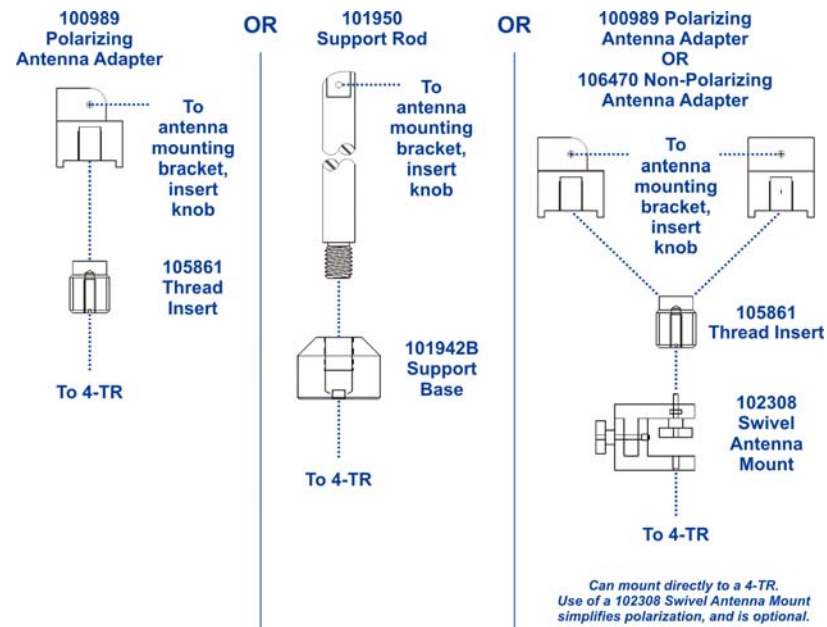 100989
Polarizing
Antenna Adapter
To
antenna
mounting
bracket,
insert
knob
105861
Thread
Insert
To 4-TR
OR
101950
Support Rod
To
antenna
mounting
bracket,
insert
knob
101942B
Support
Base
To 4-TR
OR
100989 Polarizing
Antenna Adapter
OR
106470 Non-Polarizing
Antenna Adapter
To
antenna
mounting
bracket,
insert
knob
105861
Thread Insert
102308
Swivel
Antenna
Mount
To 4-TR
Can mount directly to a 4-TR.
Use of a 102308 Swivel Antenna Mount
simplifies polarization, and is optional.